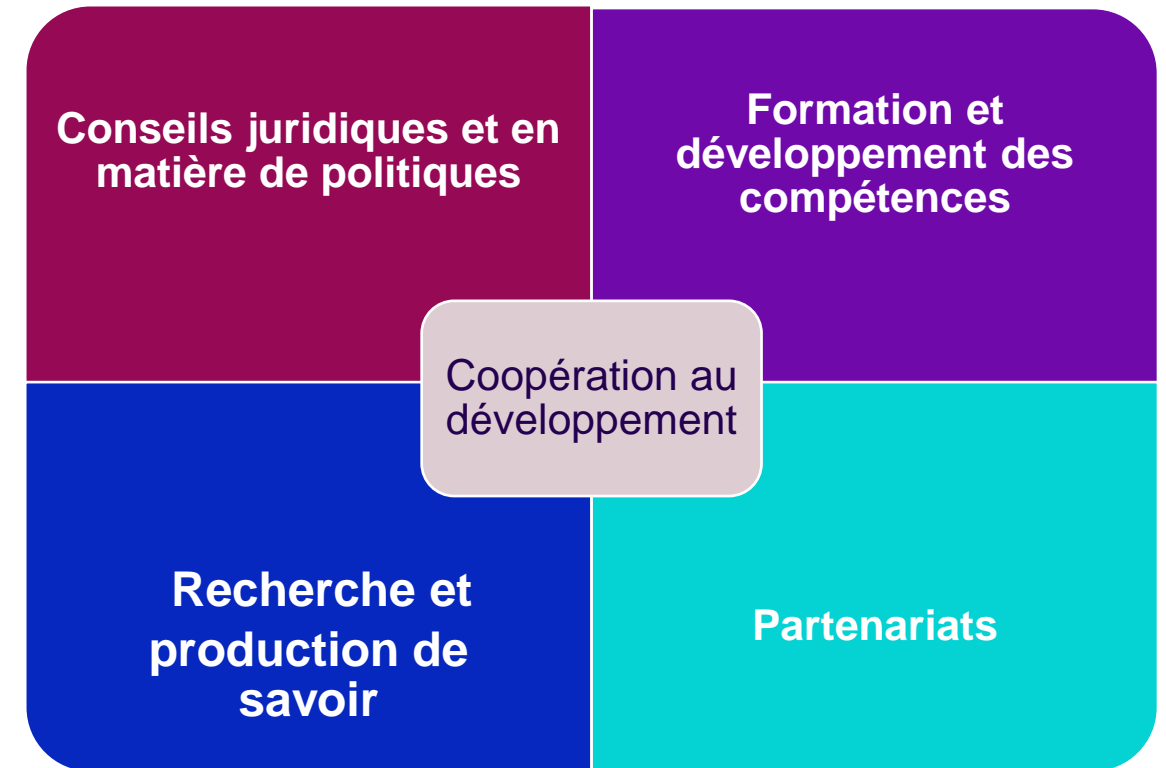 Conseils juridiques et en
matière de politiques
Formation et
développement des
compétences
Coopération au
développement
Recherche et
production de
savoir
Partenariats